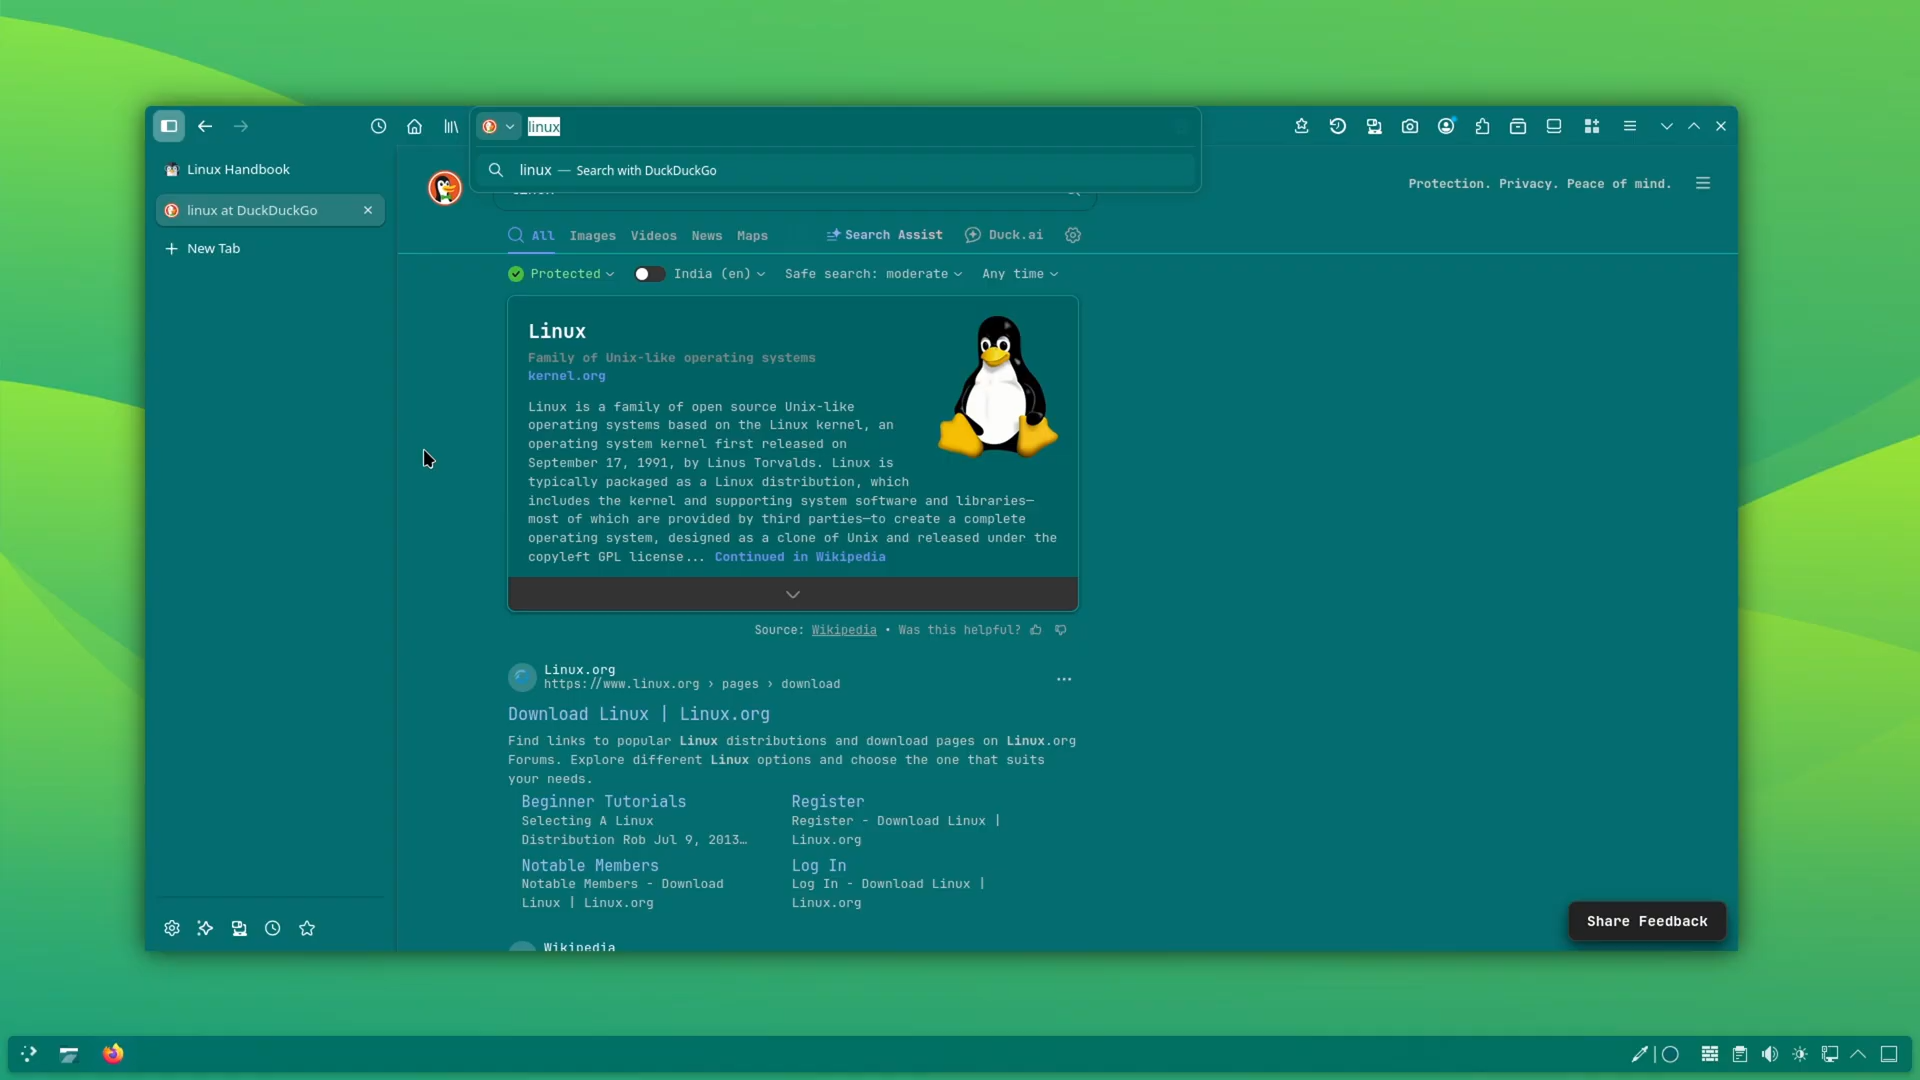 linux
linux — Search with DuckDuckGo
Linux Handbook
linux at DuckDuckGo
New Tab
Protection. Privacy. Peace of mind.
All Images Videos News Maps Search Assist Duck.ai
Protected India (en) Safe search: moderate Any time
Linux
Family of Unix-like operating systems
kernel.org
Linux is a family of open source Unix-like
operating systems based on the Linux kernel, an
operating system kernel first released on
September 17, 1991, by Linus Torvalds. Linux is
typically packaged as a Linux distribution, which
includes the kernel and supporting system software and libraries—
most of which are provided by third parties—to create a complete
operating system, designed as a clone of Unix and released under the
copyleft GPL license... Continued in Wikipedia
Source: Wikipedia • Was this helpful?
Linux.org
https://www.linux.org › pages › download
Download Linux | Linux.org
Find links to popular Linux distributions and download pages on Linux.org
Forums. Explore different Linux options and choose the one that suits
your needs.
Beginner Tutorials
Selecting A Linux
Distribution Rob Jul 9, 2013…
Register
Register - Download Linux |
Linux.org
Notable Members
Notable Members - Download
Linux | Linux.org
Log In
Log In - Download Linux |
Linux.org
Wikipedia
Share Feedback